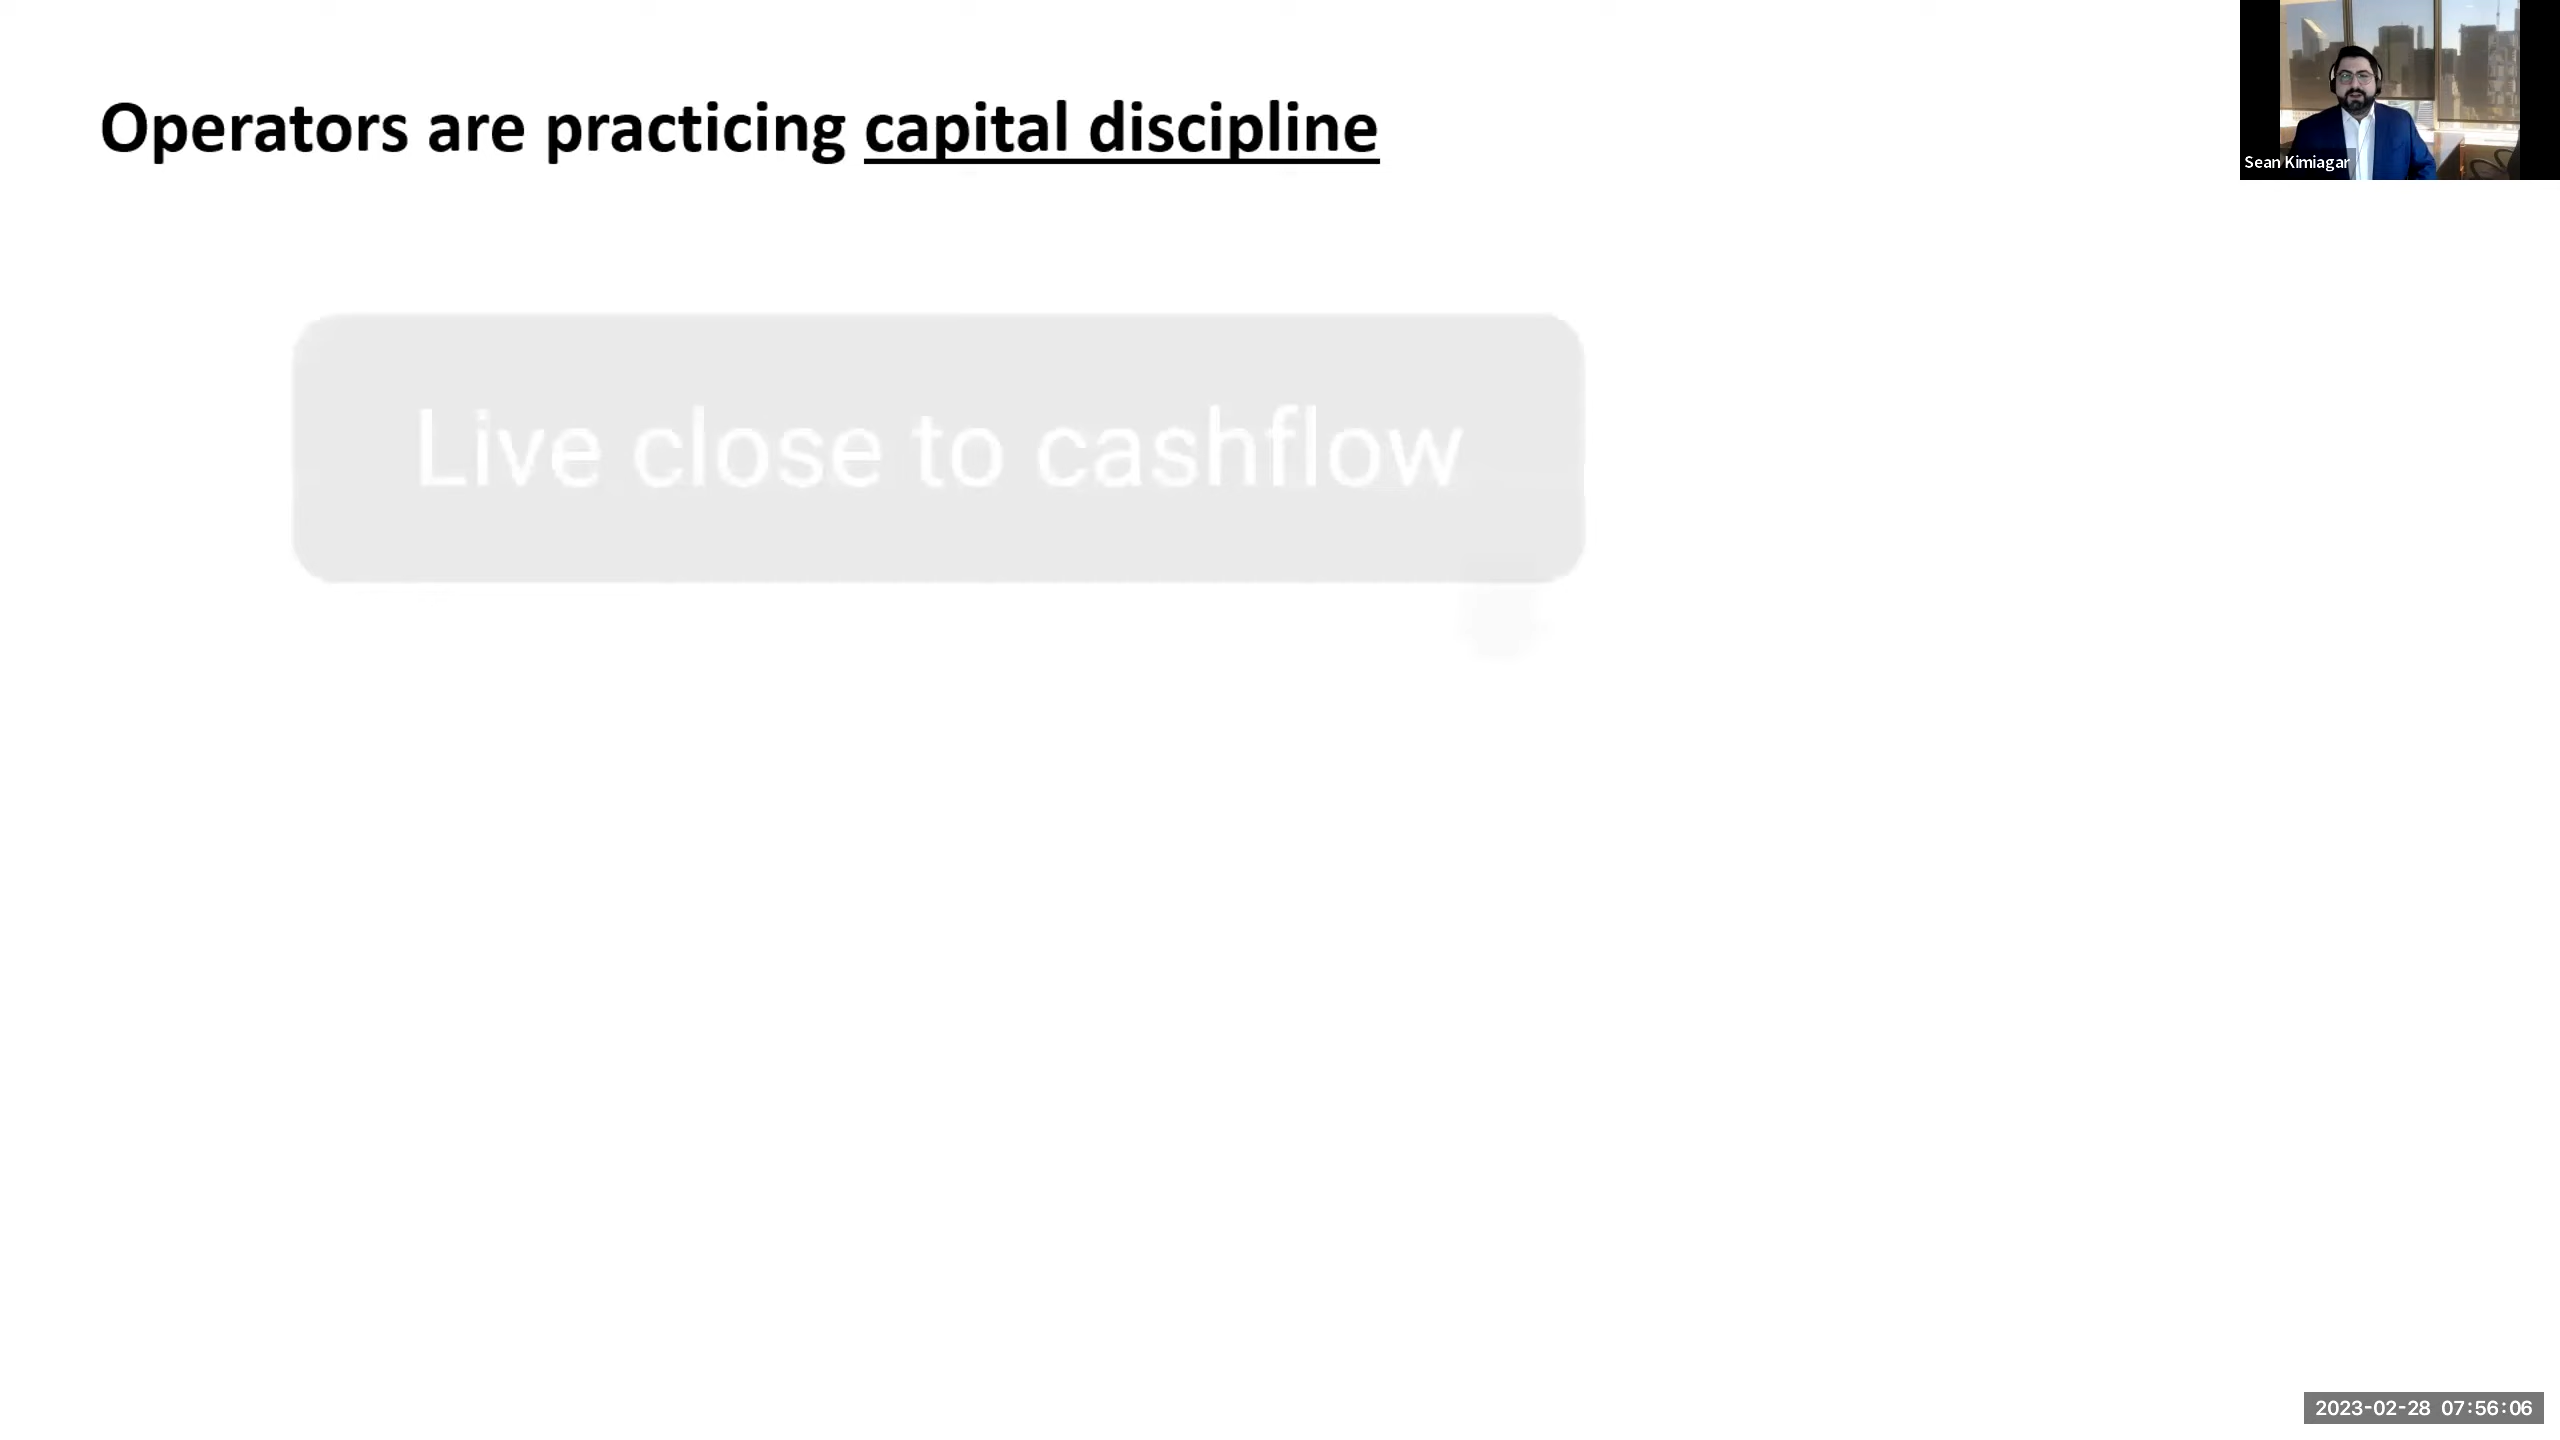 Operators are practicing capital discipline
Sean Kimiagar
Live close to cashflow
2023-02-28 07:56:06